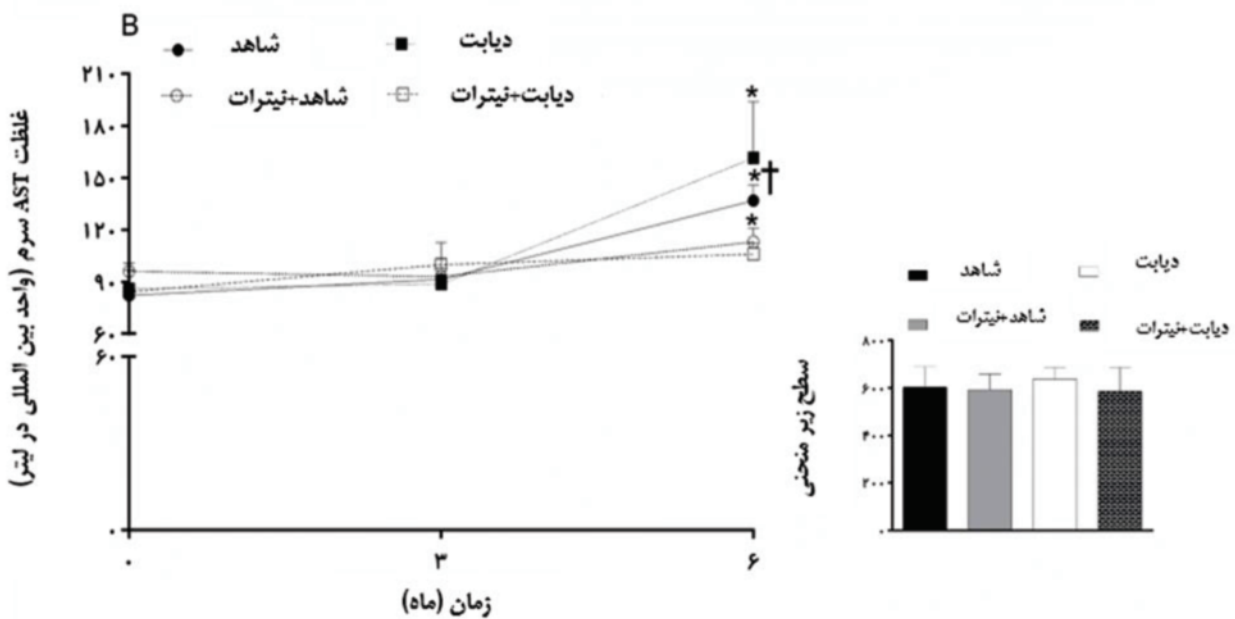 B
شاهد
دیابت
شاهد+نیترات
دیابت+نیترات
غلظت AST سرم (واحد بین المللی در لیتر)
۲۱۰
۱۸۰
۱۵۰
۱۲۰
۹۰
۶۰
۶۰
۰
*
*
†
*
۰
۳
۶
زمان (ماه)
شاهد
دیابت
شاهد+نیترات
دیابت+نیترات
سطح زیر منحنی
۸۰۰
۶۰۰
۴۰۰
۲۰۰
۰